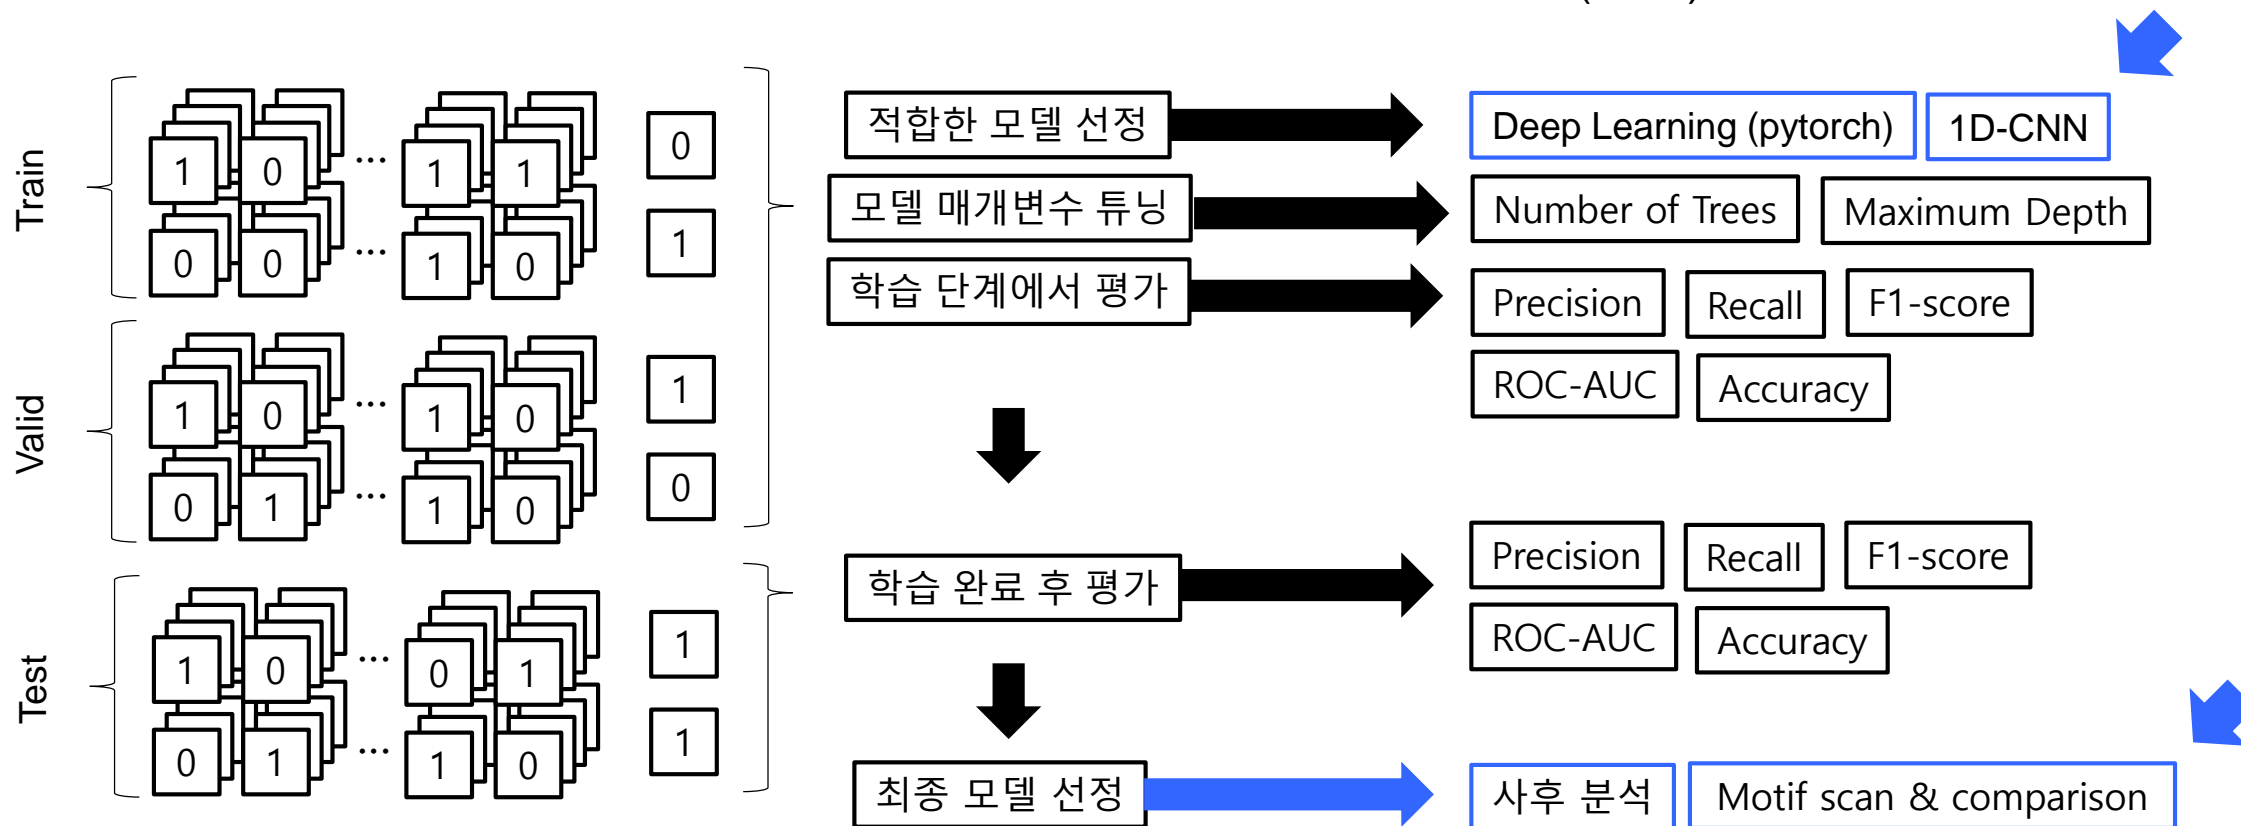 Train
1 0 ... 1 1 0
0 0 ... 1 0 1
Valid
1 0 ... 1 0 1
0 1 ... 1 0 0
Test
1 0 ... 0 1 1
0 1 ... 1 0 1
적합한 모델 선정
Deep Learning (pytorch) 1D-CNN
모델 매개변수 튜닝
Number of Trees Maximum Depth
학습 단계에서 평가
Precision Recall F1-score
ROC-AUC Accuracy
학습 완료 후 평가
Precision Recall F1-score
ROC-AUC Accuracy
최종 모델 선정
사후 분석 Motif scan & comparison